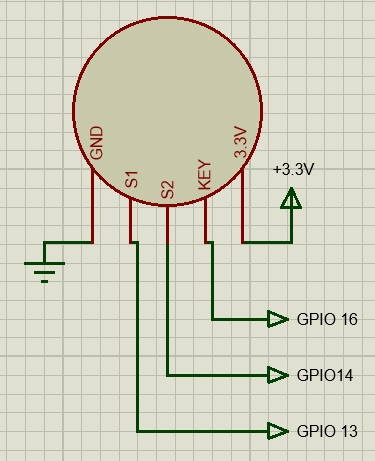 GND
S1
S2
KEY
3.3V
+3.3V
GPIO 16
GPIO14
GPIO 13